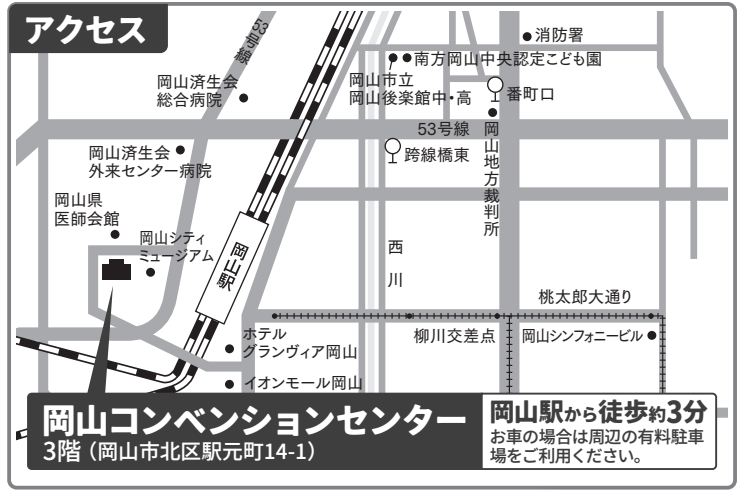 アクセス
53号線
消防署
南方岡山中央認定こども園
岡山市立
岡山後楽館中・高
番町口
岡山済生会
総合病院
53号線
岡山地方裁判所
跨線橋東
岡山済生会
外来センター病院
岡山県
医師会館
岡山シティ
ミュージアム
岡山駅
西川
桃太郎大通り
ホテル
グランヴィア岡山
柳川交差点
岡山シンフォニービル
イオンモール岡山
岡山コンベンションセンター
3階（岡山市北区駅元町14-1）
岡山駅から徒歩約3分
お車の場合は周辺の有料駐車
場をご利用ください。